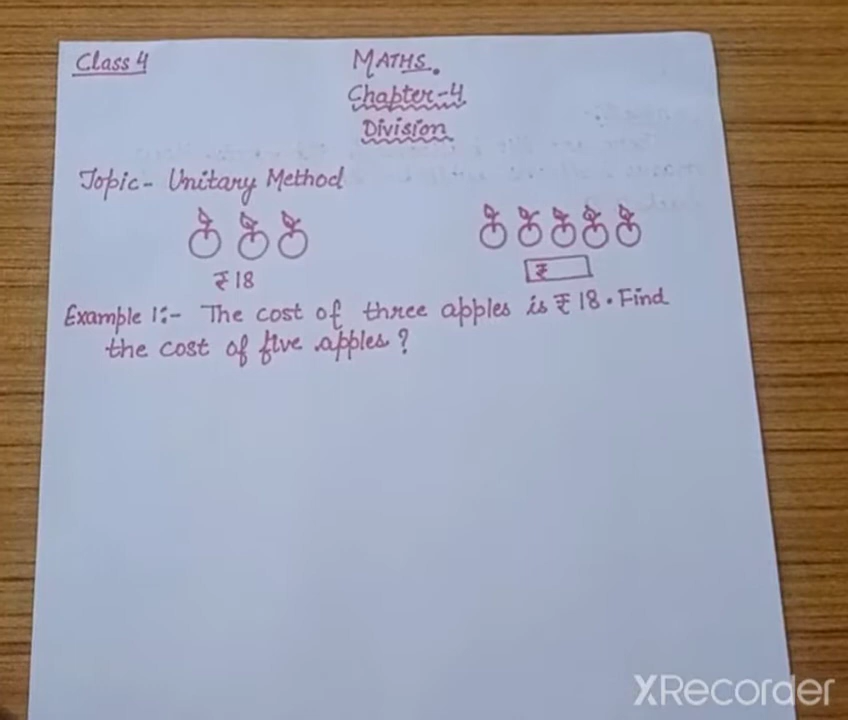 Class 4
MATHS.
Chapter-4
Division
Topic- Unitary Method
₹ 18
₹
Example 1:- The cost of three apples is ₹ 18. Find
the cost of five apples?
XRecorder